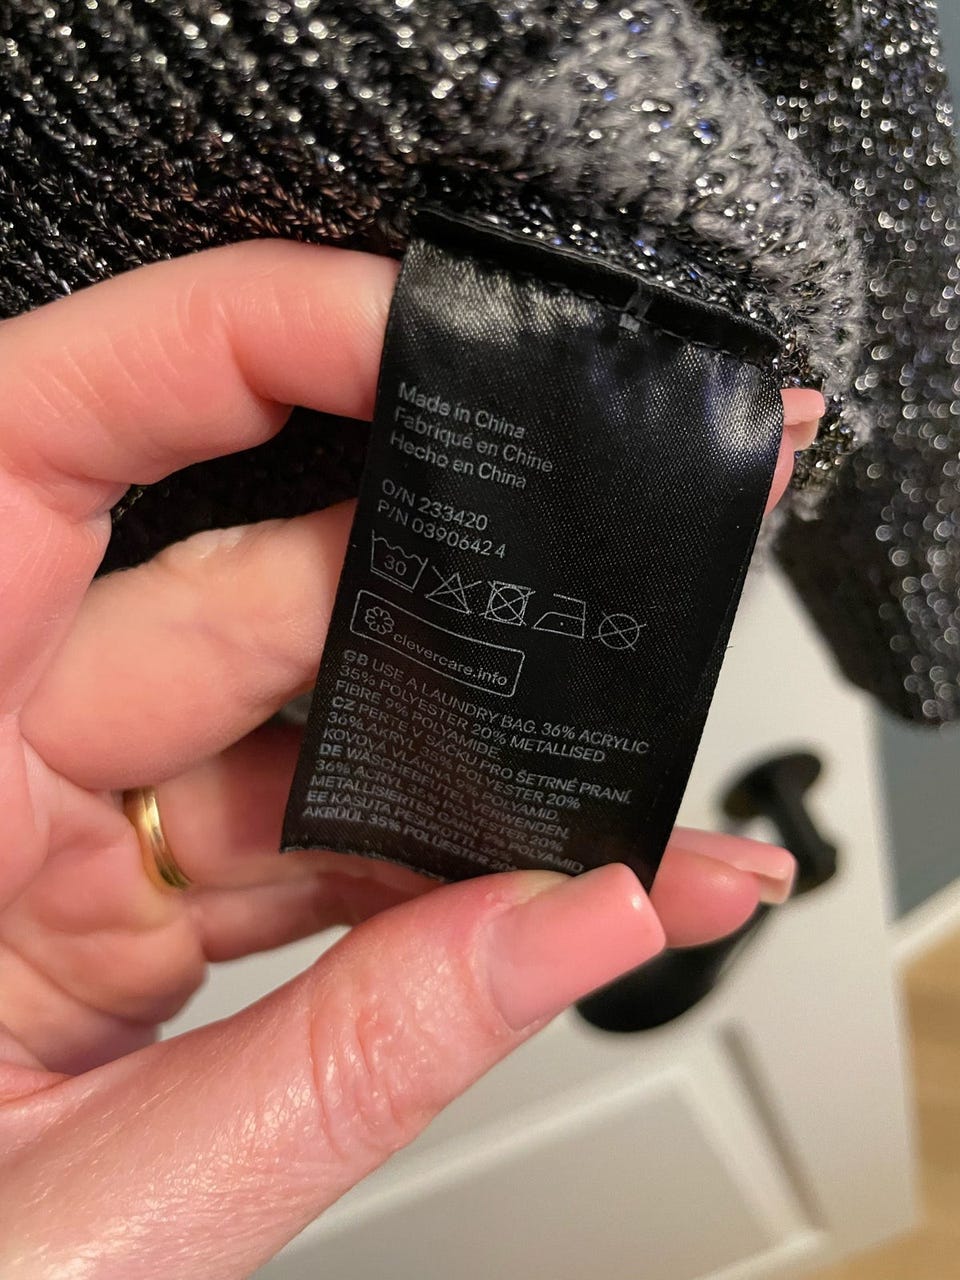 Made in China
Fabriqué en Chine
Hecho en China
O/N 233420
P/N 03906424
30
clevercare.info
GB USE A LAUNDRY BAG. 36% ACRYLIC
35% POLYESTER 20% METALLISED
FIBRE 9% POLYAMIDE.
CZ PERTE V SÁČKU PRO ŠETRNÉ PRANÍ.
36% AKRYL 35% POLYESTER 20%
KOVOVÁ VLÁKNA 9% POLYAMID.
DE WÄSCHEBEUTEL VERWENDEN.
36% ACRYL 35% POLYESTER 20%
METALLISIERTES GARN 9% POLYAMID
EE KASUTA PESUKOTTI.
AKRÜÜL 35% POLÜESTER 20